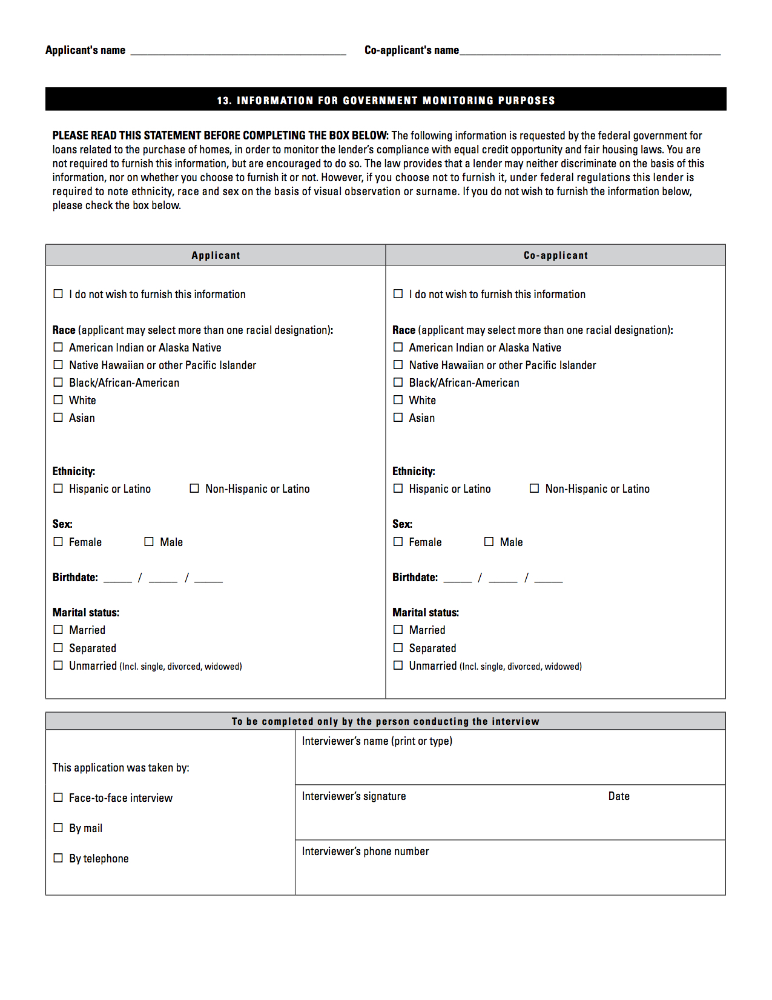 Applicant's name ______________________________________ Co-applicant's name______________________________________________
13. INFORMATION FOR GOVERNMENT MONITORING PURPOSES
PLEASE READ THIS STATEMENT BEFORE COMPLETING THE BOX BELOW: The following information is requested by the federal government for
loans related to the purchase of homes, in order to monitor the lender’s compliance with equal credit opportunity and fair housing laws. You are
not required to furnish this information, but are encouraged to do so. The law provides that a lender may neither discriminate on the basis of this
information, nor on whether you choose to furnish it or not. However, if you choose not to furnish it, under federal regulations this lender is
required to note ethnicity, race and sex on the basis of visual observation or surname. If you do not wish to furnish the information below,
please check the box below.
Applicant
☐ I do not wish to furnish this information
Race (applicant may select more than one racial designation):
☐ American Indian or Alaska Native
☐ Native Hawaiian or other Pacific Islander
☐ Black/African-American
☐ White
☐ Asian
Ethnicity:
☐ Hispanic or Latino ☐ Non-Hispanic or Latino
Sex:
☐ Female ☐ Male
Birthdate: _____ / _____ / _____
Marital status:
☐ Married
☐ Separated
☐ Unmarried (Incl. single, divorced, widowed)
Co-applicant
☐ I do not wish to furnish this information
Race (applicant may select more than one racial designation):
☐ American Indian or Alaska Native
☐ Native Hawaiian or other Pacific Islander
☐ Black/African-American
☐ White
☐ Asian
Ethnicity:
☐ Hispanic or Latino ☐ Non-Hispanic or Latino
Sex:
☐ Female ☐ Male
Birthdate: _____ / _____ / _____
Marital status:
☐ Married
☐ Separated
☐ Unmarried (Incl. single, divorced, widowed)
To be completed only by the person conducting the interview
This application was taken by:
☐ Face-to-face interview
☐ By mail
☐ By telephone
Interviewer’s name (print or type)
Interviewer’s signature Date
Interviewer’s phone number